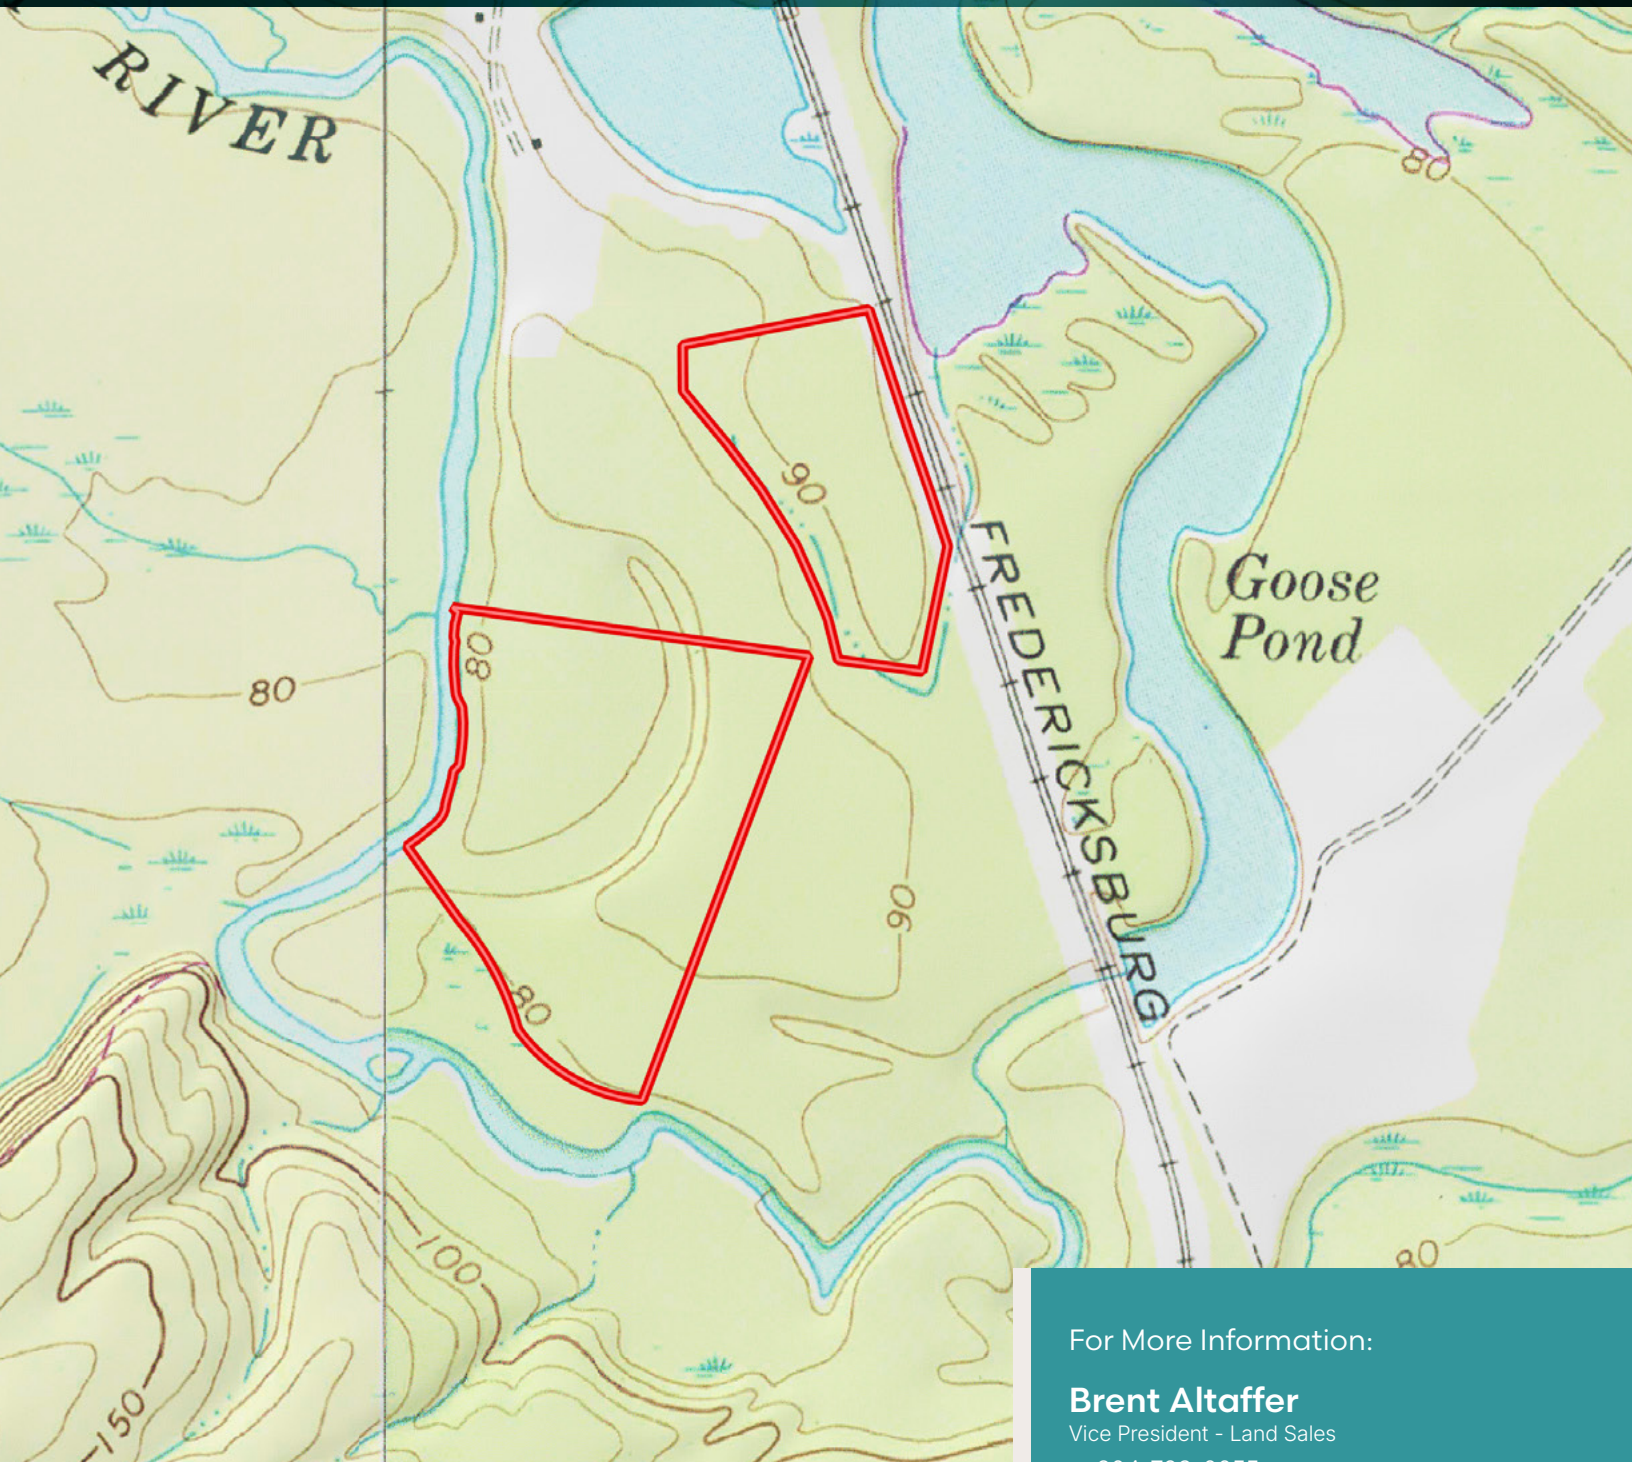 RIVER
80
90
FREDERICKSBURG
Goose
Pond
80
80
90
80
100
80
150
For More Information:
Brent Altaffer
Vice President - Land Sales